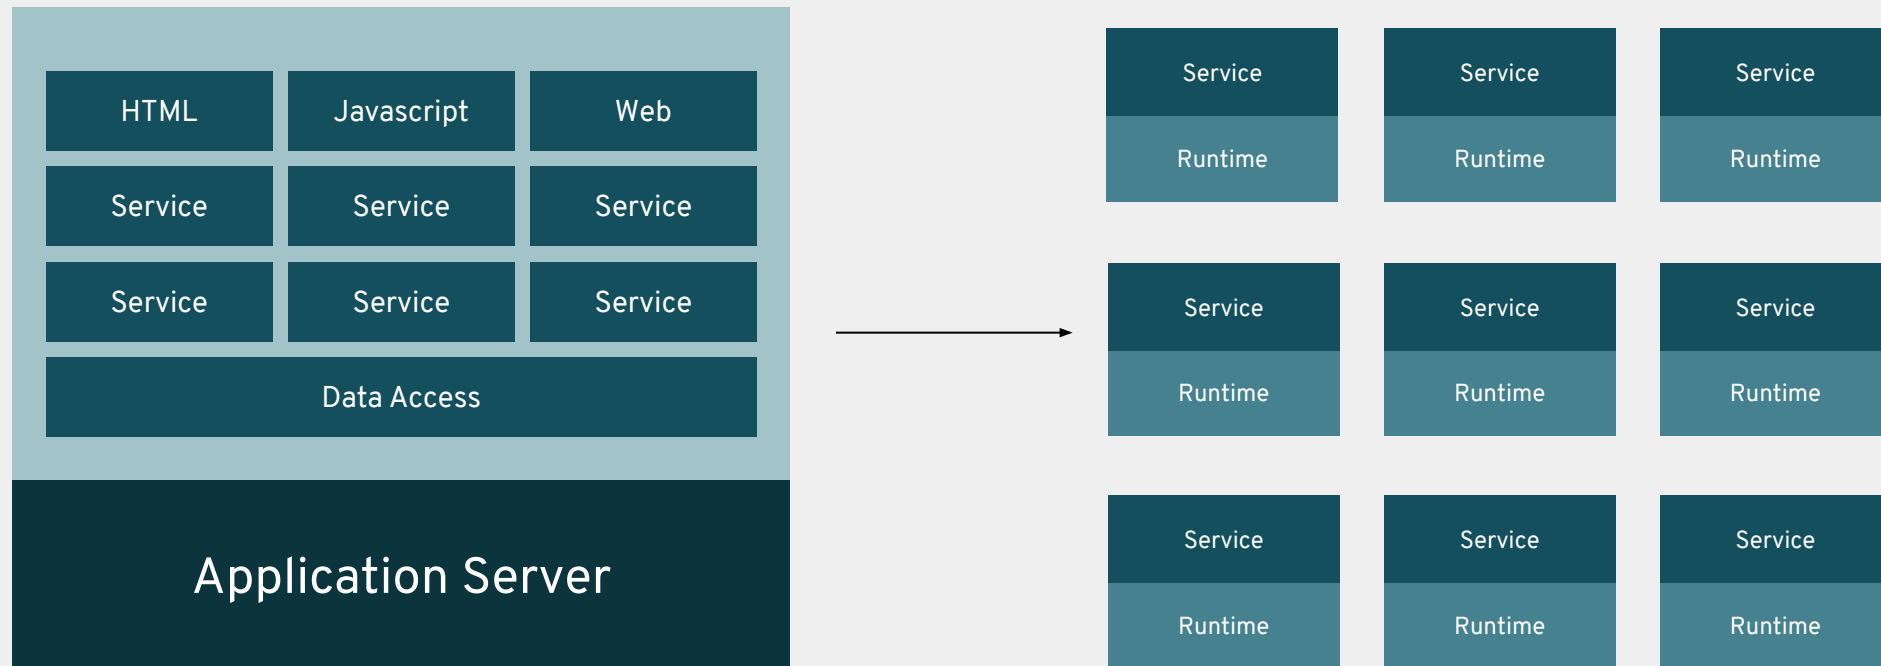 HTML
Javascript
Web
Service
Service
Service
Service
Service
Service
Data Access
Application Server
Service
Service
Service
Runtime
Runtime
Runtime
Service
Service
Service
Runtime
Runtime
Runtime
Service
Service
Service
Runtime
Runtime
Runtime